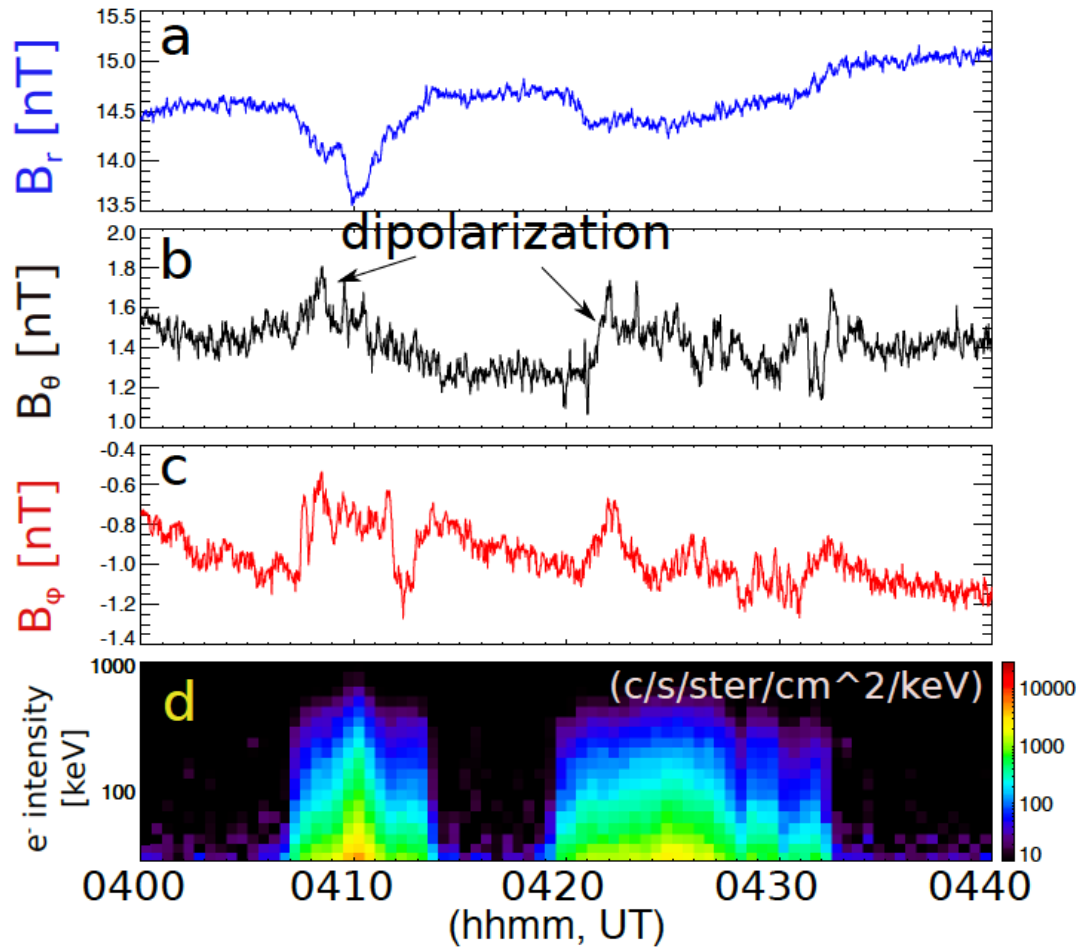 a
B_r [nT]
15.5
15.0
14.5
14.0
13.5
b
dipolarization
B_θ [nT]
2.0
1.8
1.6
1.4
1.2
1.0
c
B_φ [nT]
-0.4
-0.6
-0.8
-1.0
-1.2
-1.4
d
(c/s/ster/cm^2/keV)
e⁻ intensity
[keV]
1000
100
10000
1000
100
10
0400 0410 0420 0430 0440
(hhmm, UT)